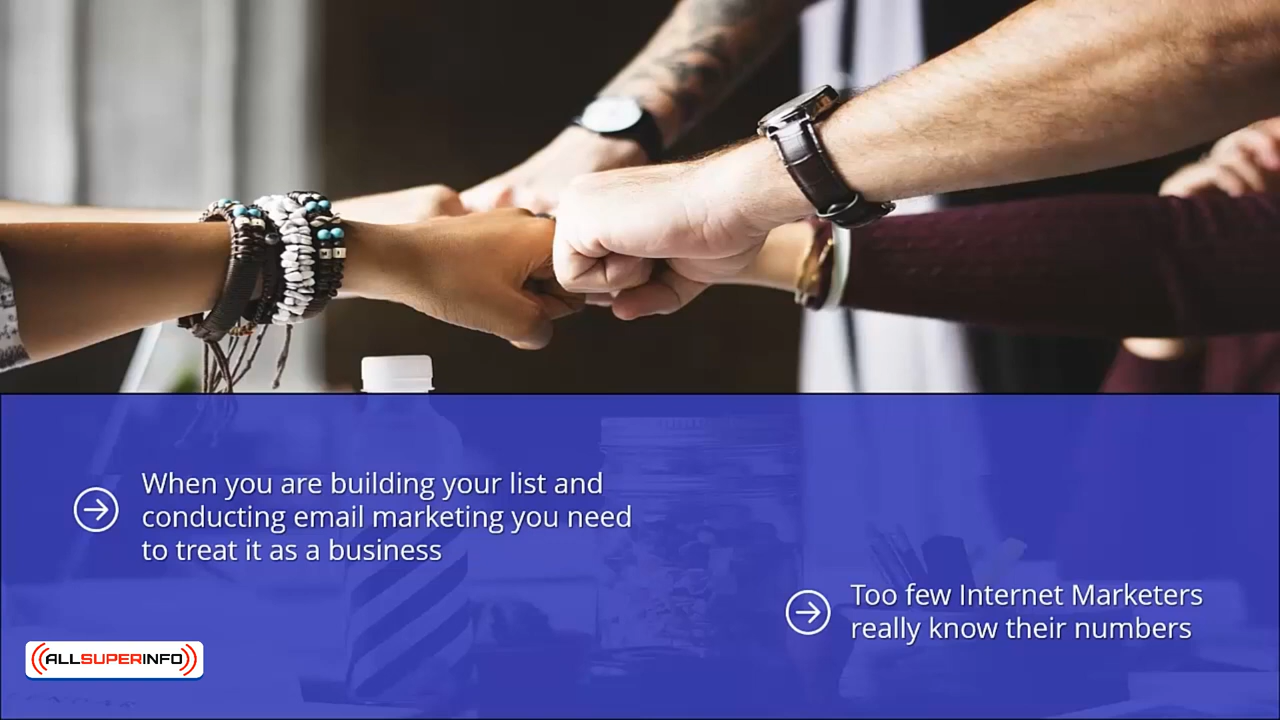 When you are building your list and
conducting email marketing you need
to treat it as a business
Too few Internet Marketers
really know their numbers
ALLSUPERINFO